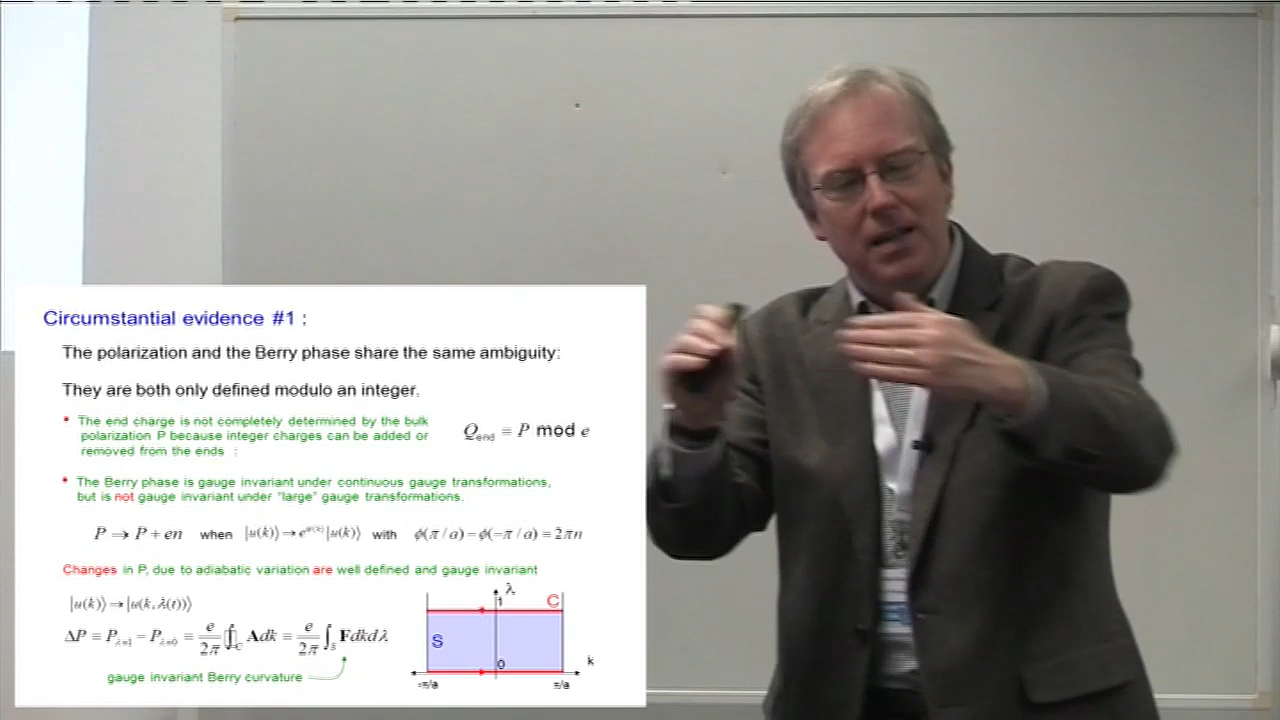 Circumstantial evidence #1 :
The polarization and the Berry phase share the same ambiguity:
They are both only defined modulo an integer.
• The end charge is not completely determined by the bulk
polarization P because integer charges can be added or
removed from the ends :
Q_end = P mod e
• The Berry phase is gauge invariant under continuous gauge transformations,
but is not gauge invariant under "large" gauge transformations.
P → P + en when |u(k)⟩ → e^{iφ(k)} |u(k)⟩ with φ(π/a) − φ(−π/a) = 2πn
Changes in P, due to adiabatic variation are well defined and gauge invariant
|u(k)⟩ → |u(k, λ(t))⟩
ΔP = P_{λ=1} − P_{λ=0} = e/2π ∮_C A dk = e/2π ∫_S F dk dλ
gauge invariant Berry curvature
λ
1
C
S
0
k
-π/a
π/a